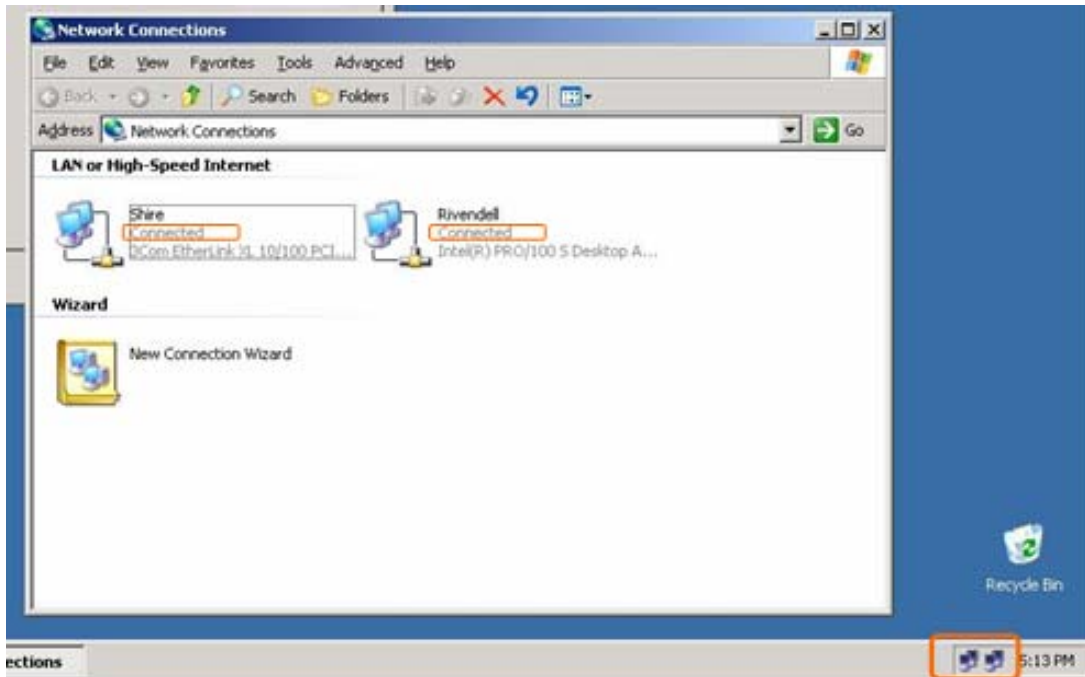 Network Connections
File Edit View Favorites Tools Advanced Help
Back Search Folders
Address Network Connections Go
LAN or High-Speed Internet
Shire
Connected
3Com EtherLink XL 10/100 PCI...
Rivendell
Connected
Intel(R) PRO/100 S Desktop A...
Wizard
New Connection Wizard
Recycle Bin
ections
5:13 PM